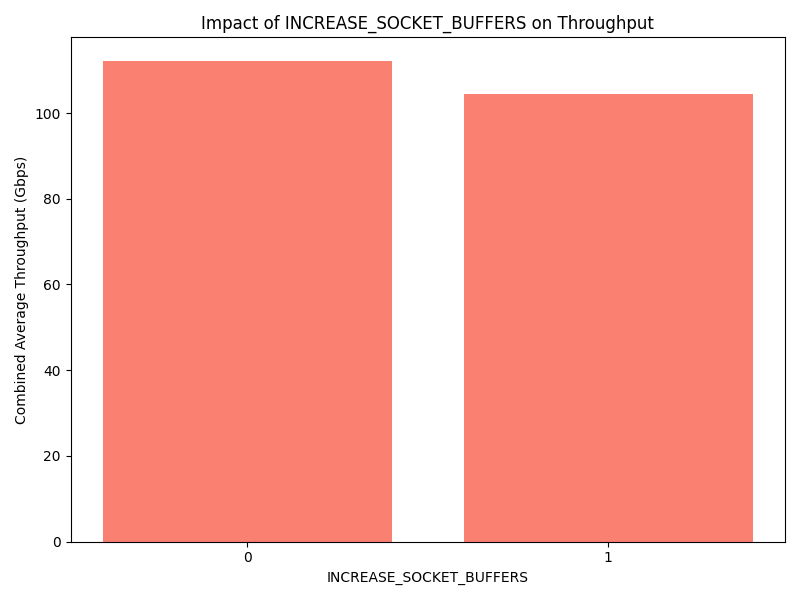 Impact of INCREASE_SOCKET_BUFFERS on Throughput
Combined Average Throughput (Gbps)
100
80
60
40
20
0
0 1
INCREASE_SOCKET_BUFFERS